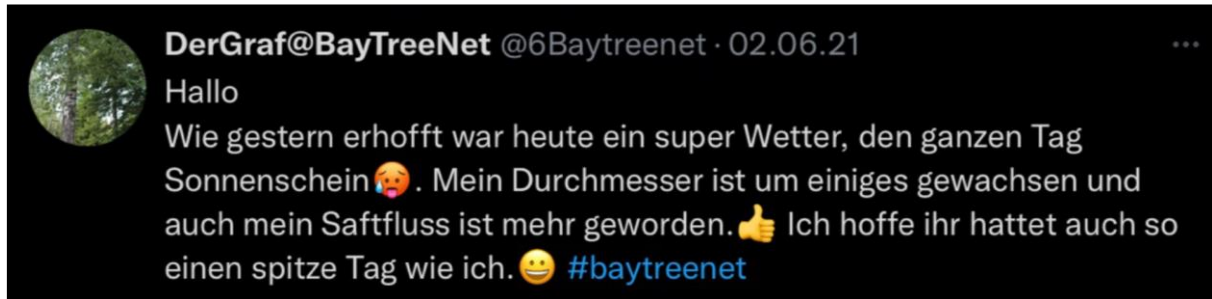 DerGraf@BayTreeNet @6Baytreenet · 02.06.21
Hallo
Wie gestern erhofft war heute ein super Wetter, den ganzen Tag
Sonnenschein🥵. Mein Durchmesser ist um einiges gewachsen und
auch mein Saftfluss ist mehr geworden.👍 Ich hoffe ihr hattet auch so
einen spitze Tag wie ich.😀 #baytreenet